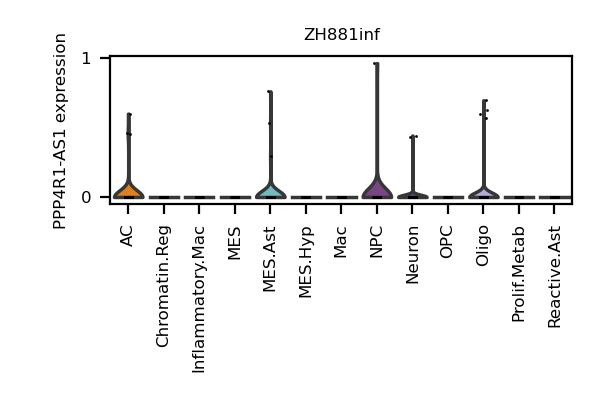 ZH881inf
PPP4R1-AS1 expression
1
0
AC
Chromatin.Reg
Inflammatory.Mac
MES
MES.Ast
MES.Hyp
Mac
NPC
Neuron
OPC
Oligo
Prolif.Metab
Reactive.Ast